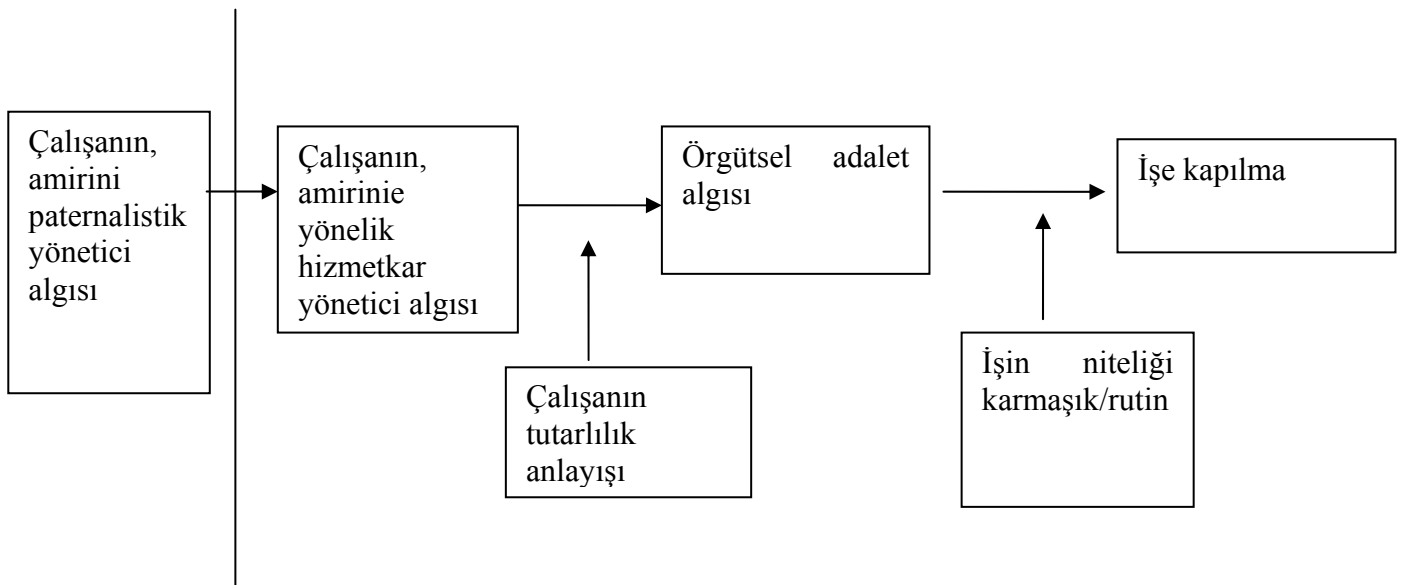 Çalışanın,
amirini
paternalistik
yönetici
algısı
Çalışanın,
amirinie
yönelik
hizmetkar
yönetici algısı
Örgütsel adalet
algısı
İşe kapılma
Çalışanın
tutarlılık
anlayışı
İşin niteliği
karmaşık/rutin